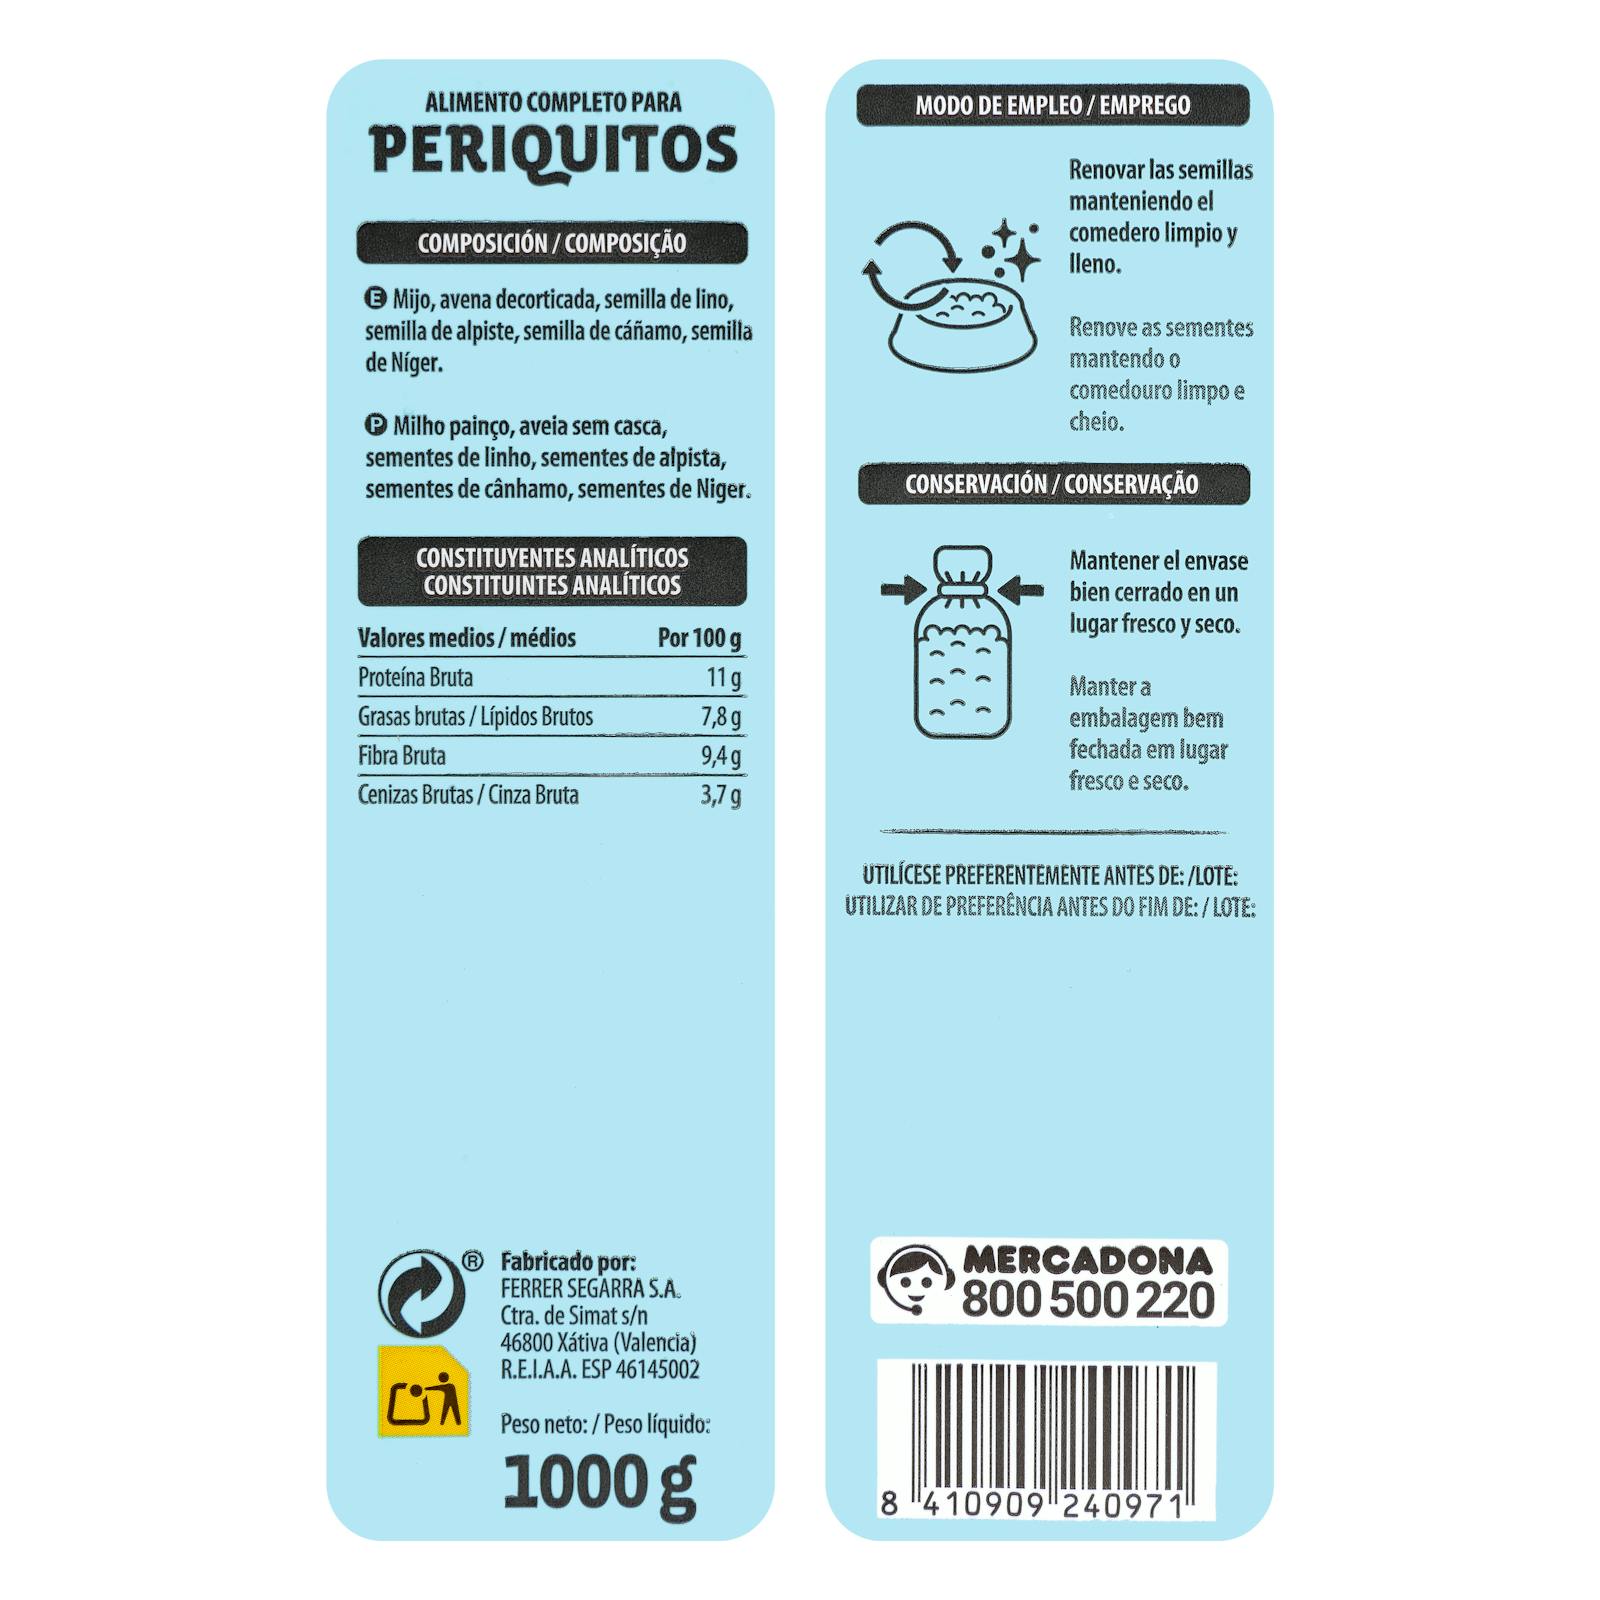 ALIMENTO COMPLETO PARA
PERIQUITOS
COMPOSICIÓN / COMPOSIÇÃO
E Mijo, avena decorticada, semilla de lino,
semilla de alpiste, semilla de cáñamo, semilla
de Níger.
P Milho painço, aveia sem casca,
sementes de linho, sementes de alpista,
sementes de cânhamo, sementes de Niger.
CONSTITUYENTES ANALÍTICOS
CONSTITUINTES ANALÍTICOS
Valores medios / médios Por 100 g
Proteína Bruta 11 g
Grasas brutas / Lípidos Brutos 7,8 g
Fibra Bruta 9,4 g
Cenizas Brutas / Cinza Bruta 3,7 g
®
Fabricado por:
FERRER SEGARRA S.A.
Ctra. de Simat s/n
46800 Xátiva (Valencia)
R.E.I.A.A. ESP 46145002
Peso neto: / Peso líquido:
1000 g
MODO DE EMPLEO / EMPREGO
Renovar las semillas
manteniendo el
comedero limpio y
lleno.
Renove as sementes
mantendo o
comedouro limpo e
cheio.
CONSERVACIÓN / CONSERVAÇÃO
Mantener el envase
bien cerrado en un
lugar fresco y seco.
Manter a
embalagem bem
fechada em lugar
fresco e seco.
UTILÍCESE PREFERENTEMENTE ANTES DE: /LOTE:
UTILIZAR DE PREFERÊNCIA ANTES DO FIM DE: / LOTE:
MERCADONA
800 500 220
8 410909 240971